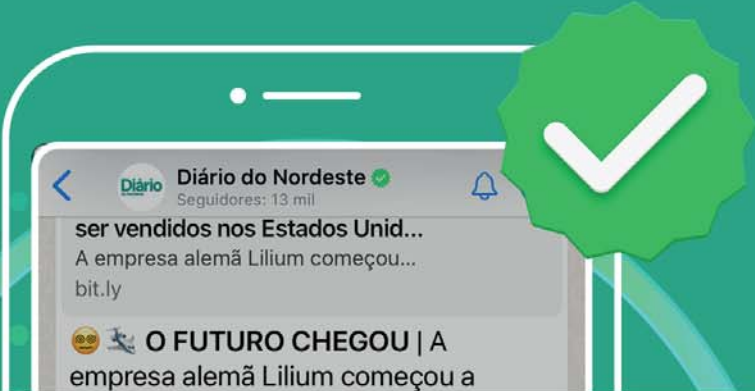 Diário
Diário do Nordeste
Seguidores: 13 mil
ser vendidos nos Estados Unid...
A empresa alemã Lilium começou...
bit.ly
O FUTURO CHEGOU | A
empresa alemã Lilium começou a